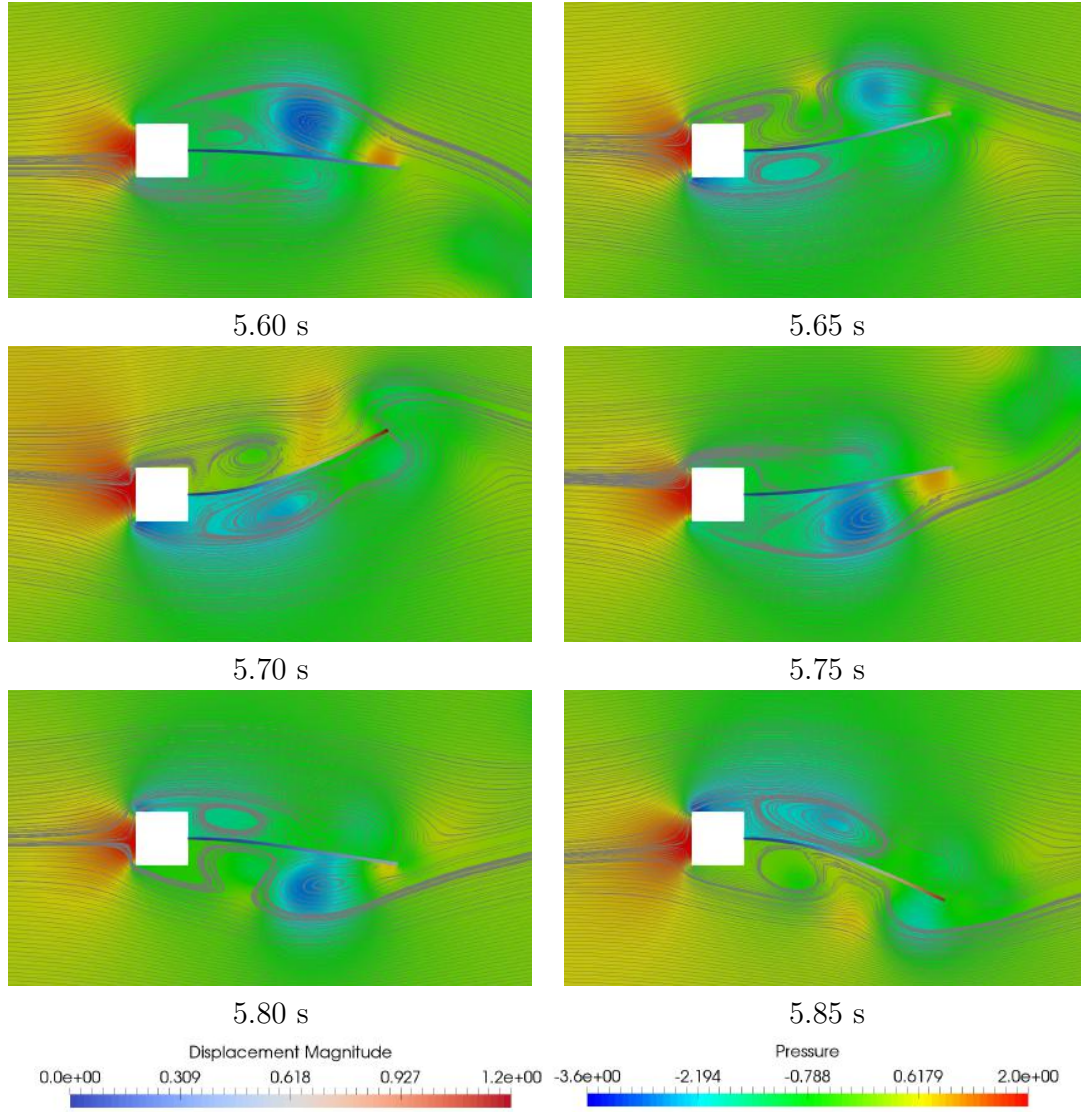 5.60 s
5.65 s
5.70 s
5.75 s
5.80 s
5.85 s
Displacement Magnitude
0.0e+00 0.309 0.618 0.927 1.2e+00
Pressure
-3.6e+00 -2.194 -0.788 0.6179 2.0e+00